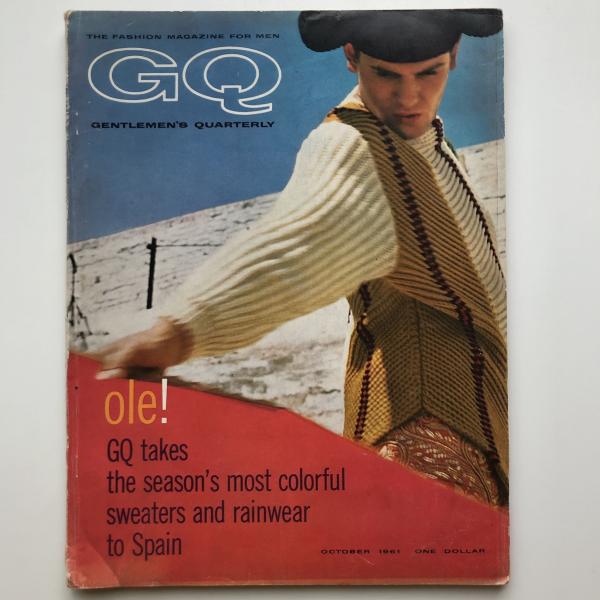 THE FASHION MAGAZINE FOR MEN
GQ
GENTLEMEN'S QUARTERLY
ole!
GQ takes
the season's most colorful
sweaters and rainwear
to Spain
OCTOBER 1961 ONE DOLLAR